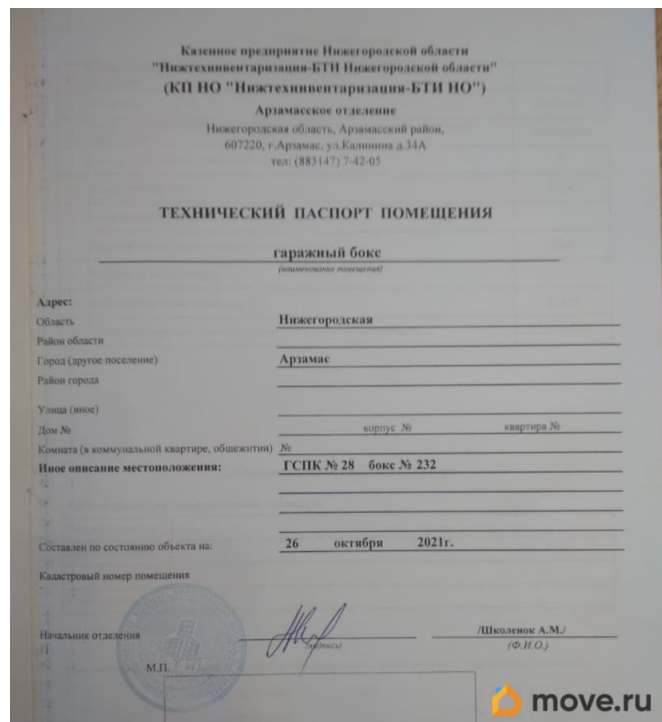 Казенное предприятие Нижегородской области
"Нижтехинвентаризация-БТИ Нижегородской области"
(КП НО "Нижтехинвентаризация-БТИ НО")
Арзамасское отделение
Нижегородская область, Арзамасский район,
607220, г.Арзамас, ул.Калинина д.34А
тел: (883147) 7-42-05
ТЕХНИЧЕСКИЙ ПАСПОРТ ПОМЕЩЕНИЯ
гаражный бокс
(наименование помещения)
Адрес:
Область Нижегородская
Район области
Город (другое поселение) Арзамас
Район города
Улица (иное)
Дом № корпус № квартира №
Комната (в коммунальной квартире, общежитии) №
Иное описание местоположения: ГСПК № 28 бокс № 232
Составлен по состоянию объекта на: 26 октября 2021г.
Кадастровый номер помещения
Начальник отделения /Школенок А.М./
(подпись) (Ф.И.О.)
М.П.
move.ru